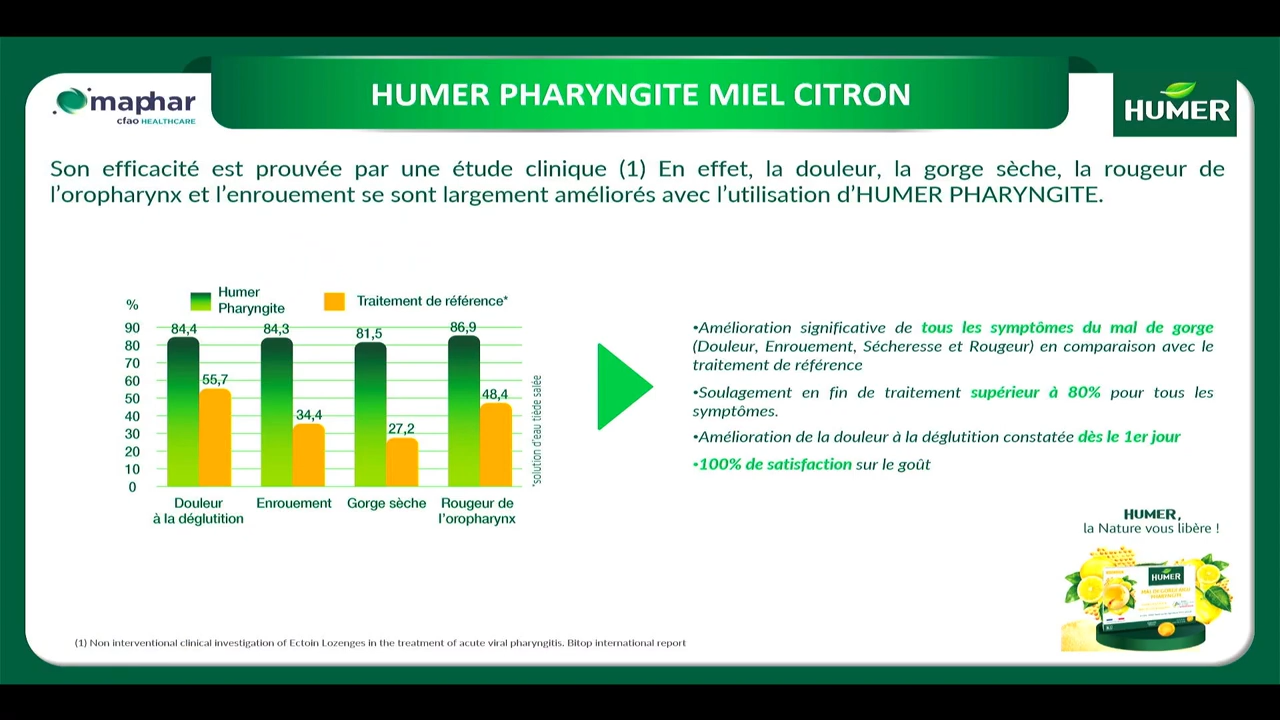 HUMER PHARYNGITE MIEL CITRON
maphar
cfao HEALTHCARE
HUMER
Son efficacité est prouvée par une étude clinique (1) En effet, la douleur, la gorge sèche, la rougeur de
l'oropharynx et l'enrouement se sont largement améliorés avec l'utilisation d'HUMER PHARYNGITE.
%
Humer
Pharyngite
Traitement de référence*
90
80
70
60
50
40
30
20
10
0
84,4
55,7
84,3
34,4
81,5
27,2
86,9
48,4
Douleur
à la déglutition
Enrouement
Gorge sèche
Rougeur de
l'oropharynx
*solution d'eau tiède salée
•Amélioration significative de tous les symptômes du mal de gorge
(Douleur, Enrouement, Sécheresse et Rougeur) en comparaison avec le
traitement de référence
•Soulagement en fin de traitement supérieur à 80% pour tous les
symptômes.
•Amélioration de la douleur à la déglutition constatée dès le 1er jour
•100% de satisfaction sur le goût
HUMER,
la Nature vous libère !
HUMER
MAL DE GORGE
PHARYNGITE
(1) Non interventional clinical investigation of Ectoin Lozenges in the treatment of acute viral pharyngitis. Bitop international report